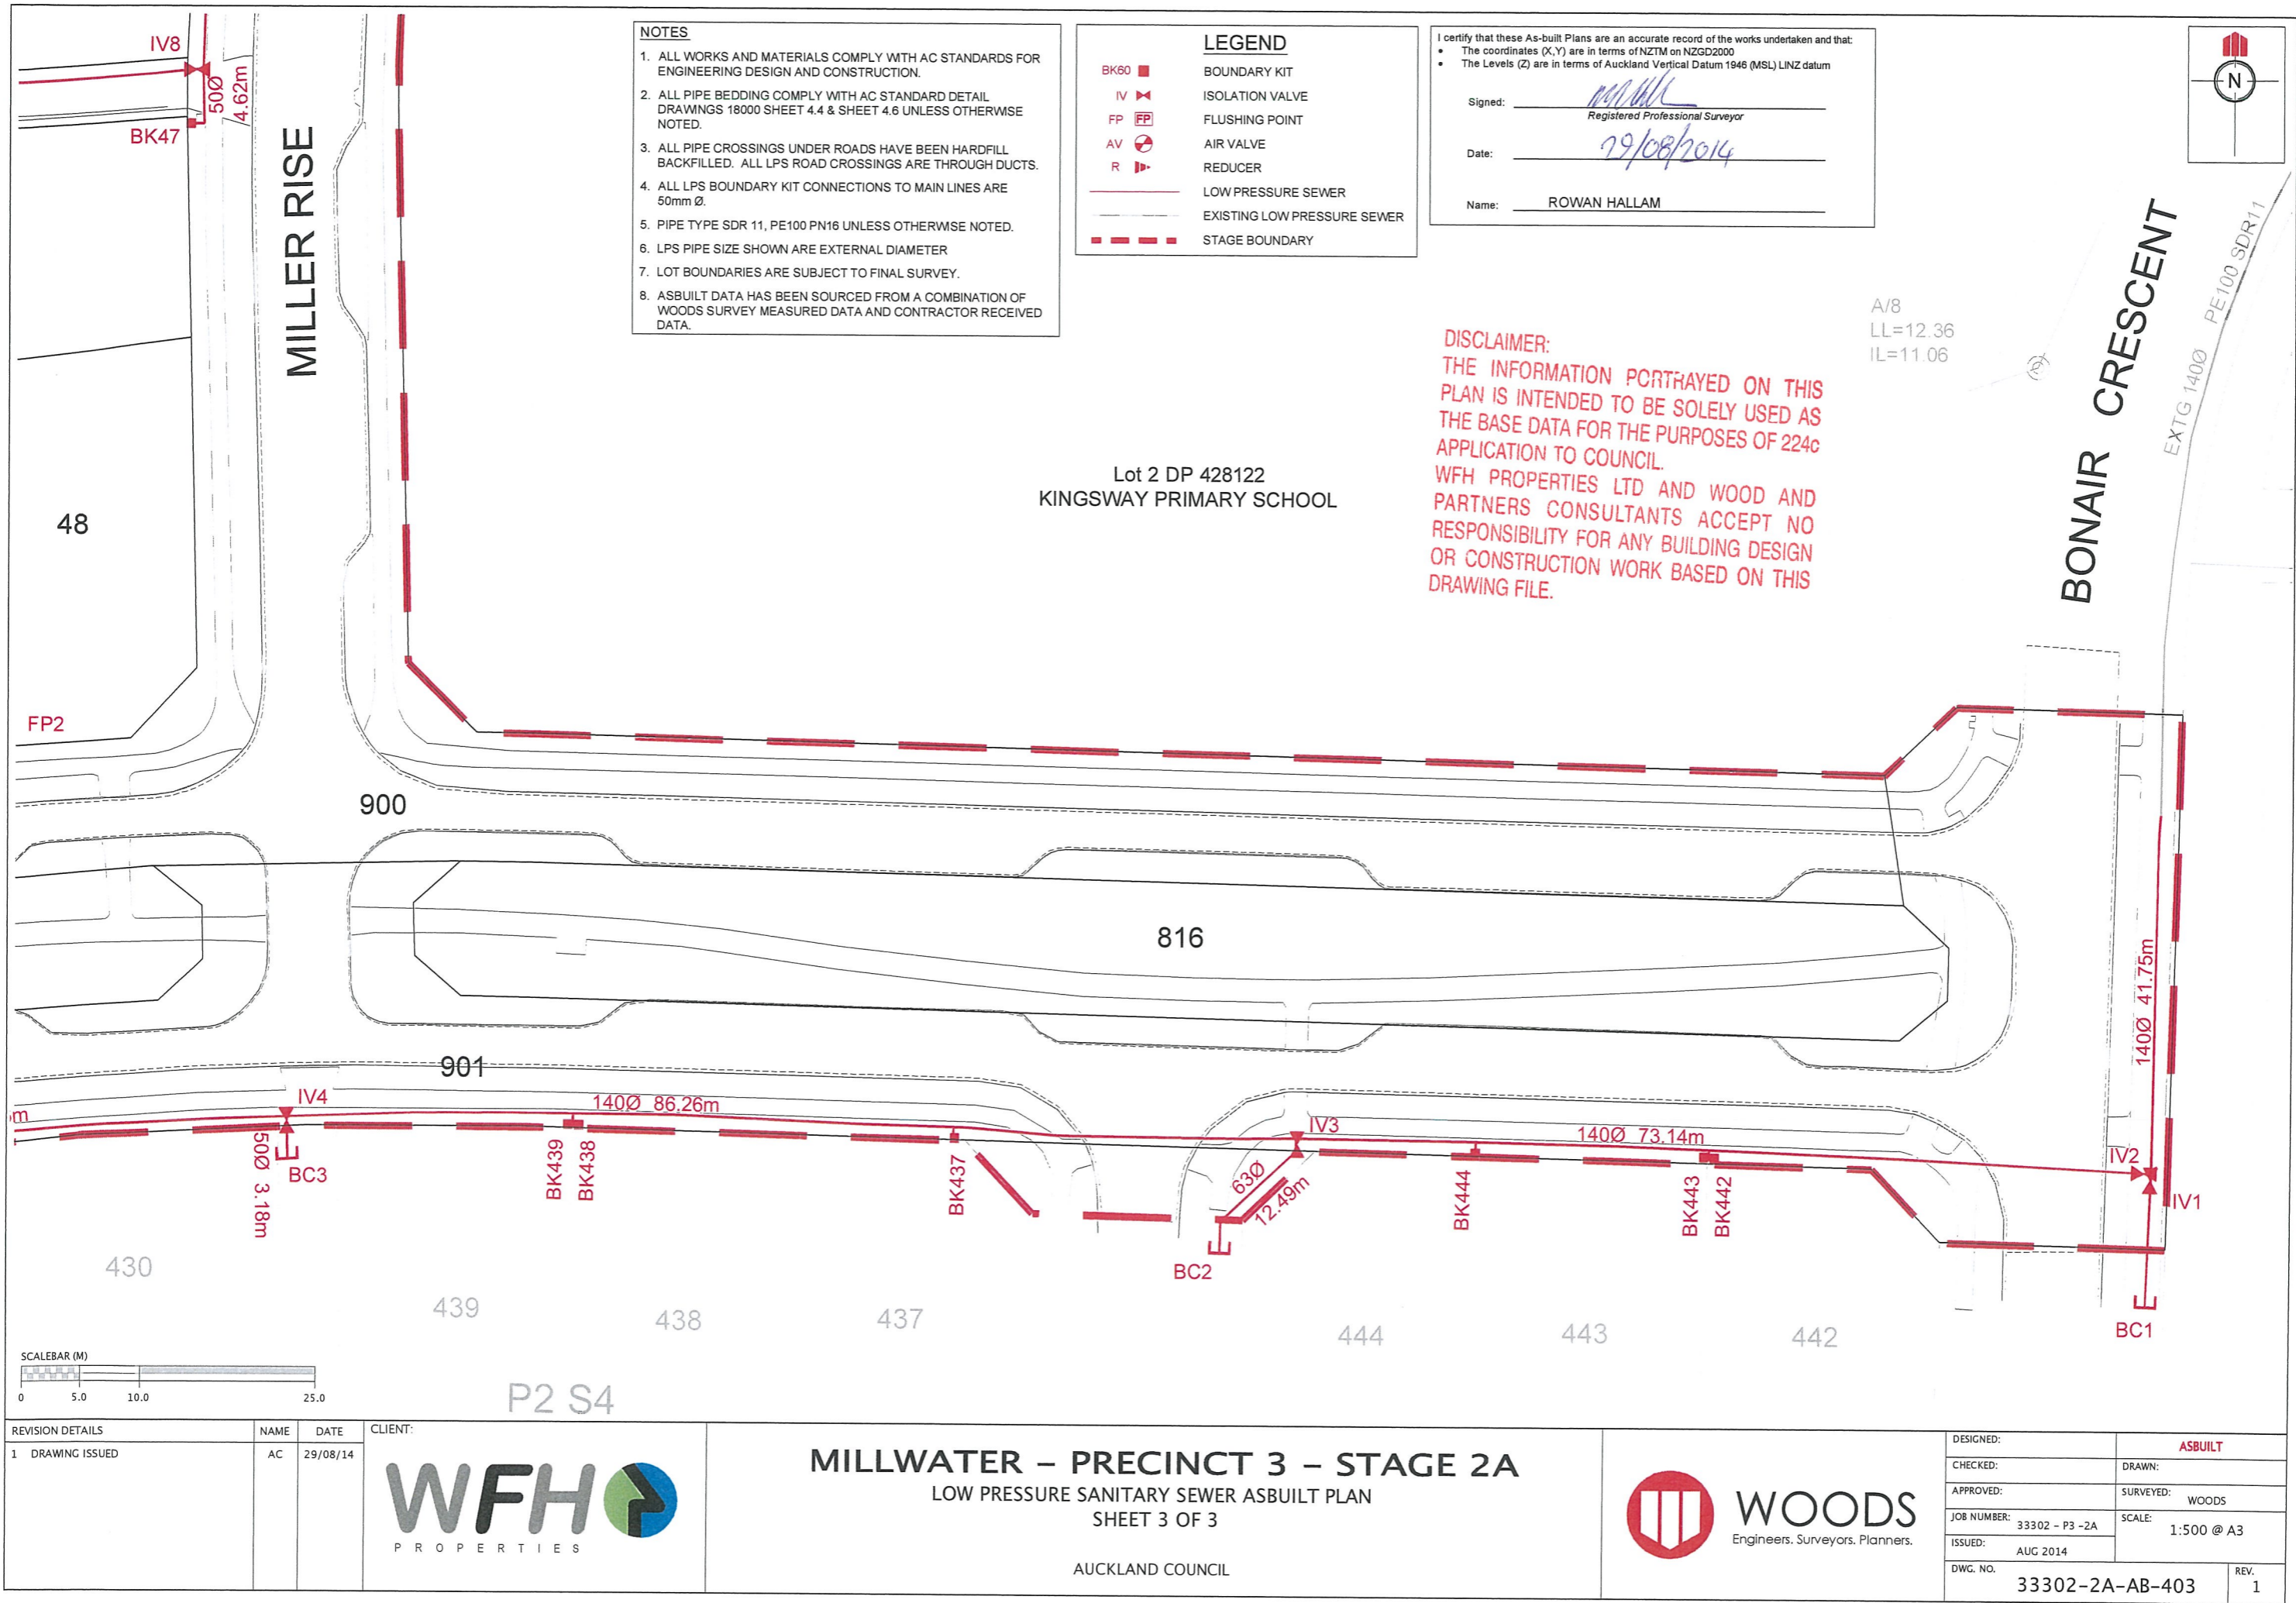 NOTES
1. ALL WORKS AND MATERIALS COMPLY WITH AC STANDARDS FOR
ENGINEERING DESIGN AND CONSTRUCTION.
2. ALL PIPE BEDDING COMPLY WITH AC STANDARD DETAIL
DRAWNGS 18000 SHEET 4.4 & SHEET 4.6 UNLESS OTHERWISE
NOTED.
3. ALL PIPE CROSSINGS UNDER ROADS HAVE BEEN HARDFILL
BACKFILLED. ALL LPS ROAD CROSSINGS ARE THROUGH DUCTS.
4. ALL LPS BOUNDARY KIT CONNECTIONS TO MAIN LINES ARE
50mm Ø.
5. PIPE TYPE SDR 11, PE100 PN16 UNLESS OTHERWISE NOTED.
6. LPS PIPE SIZE SHOWN ARE EXTERNAL DIAMETER
7. LOT BOUNDARIES ARE SUBJECT TO FINAL SURVEY.
8. ASBUILT DATA HAS BEEN SOURCED FROM A COMBINATION OF
WOODS SURVEY MEASURED DATA AND CONTRACTOR RECEIVED
DATA.
LEGEND
BK60 BOUNDARY KIT
IV ISOLATION VALVE
FP FP FLUSHING POINT
AV AIR VALVE
R REDUCER
LOW PRESSURE SEWER
EXISTING LOW PRESSURE SEWER
STAGE BOUNDARY
I certify that these As-built Plans are an accurate record of the works undertaken and that:
• The coordinates (X,Y) are in terms of NZTM on NZGD2000
• The Levels (Z) are in terms of Auckland Vertical Datum 1946 (MSL) LINZ datum
Signed:
Registered Professional Surveyor
Date: 29/08/2014
Name: ROWAN HALLAM
N
IV8
50Ø
4.62m
BK47
MILLER RISE
48
FP2
Lot 2 DP 428122
KINGSWAY PRIMARY SCHOOL
DISCLAIMER:
THE INFORMATION PORTRAYED ON THIS
PLAN IS INTENDED TO BE SOLELY USED AS
THE BASE DATA FOR THE PURPOSES OF 224c
APPLICATION TO COUNCIL.
WFH PROPERTIES LTD AND WOOD AND
PARTNERS CONSULTANTS ACCEPT NO
RESPONSIBILITY FOR ANY BUILDING DESIGN
OR CONSTRUCTION WORK BASED ON THIS
DRAWING FILE.
A/8
LL=12.36
IL=11.06
BONAIR CRESCENT
EXTG 140Ø PE100 SDR11
900
816
901
140Ø 41.75m
m
IV4
140Ø 86.26m
50Ø 3.18m
BC3
BK439
BK438
BK437
IV3
63Ø
12.49m
BC2
140Ø 73.14m
BK444
BK443
BK442
IV2
IV1
BC1
430
439
438
437
444
443
442
P2 S4
SCALEBAR (M)
0 5.0 10.0 25.0
REVISION DETAILS NAME DATE
1 DRAWING ISSUED AC 29/08/14
CLIENT:
WFH
PROPERTIES
MILLWATER – PRECINCT 3 – STAGE 2A
LOW PRESSURE SANITARY SEWER ASBUILT PLAN
SHEET 3 OF 3
AUCKLAND COUNCIL
WOODS
Engineers. Surveyors. Planners.
DESIGNED: ASBUILT
CHECKED: DRAWN:
APPROVED: SURVEYED: WOODS
JOB NUMBER: 33302 - P3 -2A SCALE: 1:500 @ A3
ISSUED: AUG 2014
DWG. NO. 33302-2A-AB-403 REV. 1